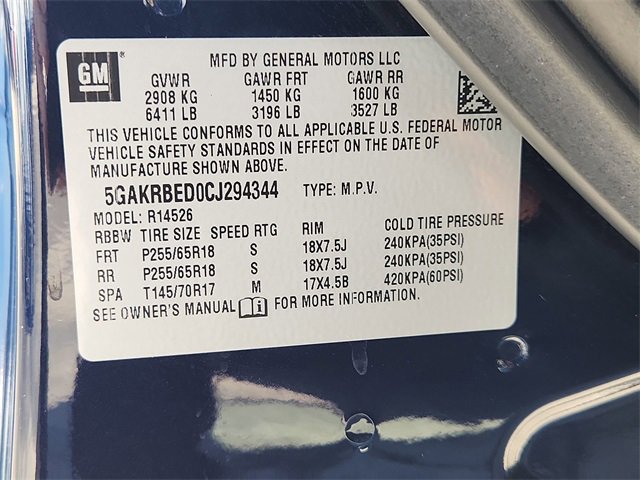 GM
MFD BY GENERAL MOTORS LLC
GVWR GAWR FRT GAWR RR
2908 KG 1450 KG 1600 KG
6411 LB 3196 LB 3527 LB
THIS VEHICLE CONFORMS TO ALL APPLICABLE U.S. FEDERAL MOTOR
VEHICLE SAFETY STANDARDS IN EFFECT ON THE DATE OF
MANUFACTURE SHOWN ABOVE.
5GAKRBED0CJ294344 TYPE: M.P.V.
MODEL: R14526
RBBW TIRE SIZE SPEED RTG RIM COLD TIRE PRESSURE
FRT P255/65R18 S 18X7.5J 240KPA(35PSI)
RR P255/65R18 S 18X7.5J 240KPA(35PSI)
SPA T145/70R17 M 17X4.5B 420KPA(60PSI)
SEE OWNER'S MANUAL FOR MORE INFORMATION.